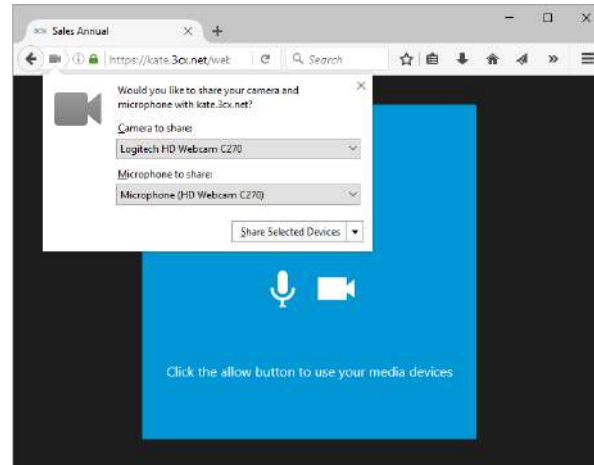 3CX Sales Annual
https://kate.3cx.net/web
Search
Would you like to share your camera and
microphone with kate.3cx.net?
Camera to share:
Logitech HD Webcam C270
Microphone to share:
Microphone (HD Webcam C270)
Share Selected Devices
Click the allow button to use your media devices